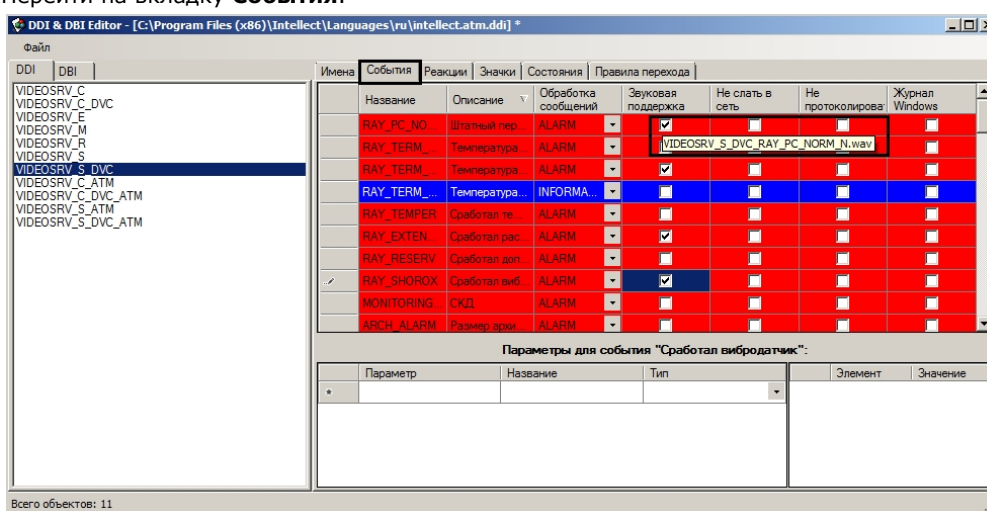 Перейти на вкладку События.
DDI & DBI Editor - [C:\Program Files (x86)\Intellect\Languages\ru\intellect.atm.ddi] *
Файл
DDI DBI
Имена События Реакции Значки Состояния Правила перехода
VIDEOSRV_C
VIDEOSRV_C_DVC
VIDEOSRV_E
VIDEOSRV_M
VIDEOSRV_R
VIDEOSRV_S
VIDEOSRV_S_DVC
VIDEOSRV_C_ATM
VIDEOSRV_C_DVC_ATM
VIDEOSRV_S_ATM
VIDEOSRV_S_DVC_ATM
Название Описание Обработка сообщений Звуковая поддержка Не слать в сеть Не протоколироват Журнал Windows
RAY_PC_NO... Штатный пер... ALARM
VIDEOSRV_S_DVC_RAY_PC_NORM_N.wav
RAY_TERM_... Температура... ALARM
RAY_TERM_... Температура... ALARM
RAY_TERM_... Температура... INFORMA...
RAY_TEMPER Сработал те... ALARM
RAY_EXTEN... Сработал рас... ALARM
RAY_RESERV Сработал доп... ALARM
RAY_SHOROX Сработал виб... ALARM
MONITORING... СКД ALARM
ARCH_ALARM Размер архи... ALARM
Параметры для события "Сработал вибродатчик":
Параметр Название Тип
Элемент Значение
*
Всего объектов: 11